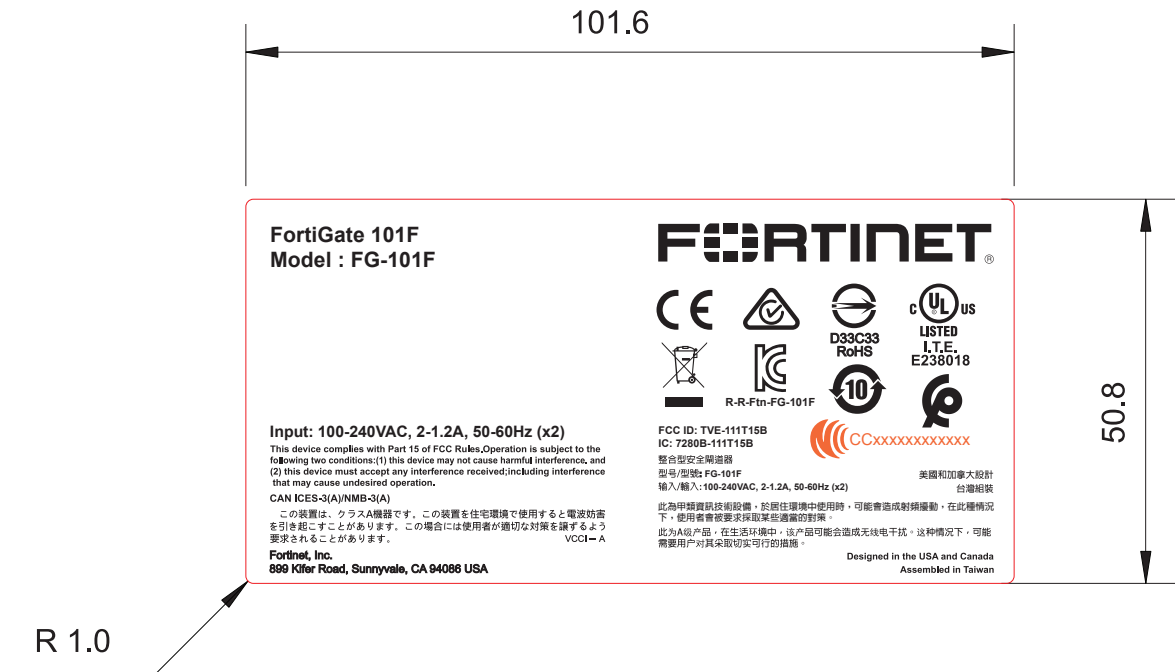 101.6
FortiGate 101F
Model : FG-101F
FORTINET®
CE
D33C33
RoHS
C UL US
LISTED
I.T.E.
E238018
R-R-Ftn-FG-101F
10
Input: 100-240VAC, 2-1.2A, 50-60Hz (x2)
This device complies with Part 15 of FCC Rules.Operation is subject to the
following two conditions:(1) this device may not cause harmful interference, and
(2) this device must accept any interference received;including interference
that may cause undesired operation.
CAN ICES-3(A)/NMB-3(A)
この装置は、クラスA機器です。この装置を住宅環境で使用すると電波妨害
を引き起こすことがあります。この場合には使用者が適切な対策を講ずるよう
要求されることがあります。 VCCI－A
Fortinet, Inc.
899 Kifer Road, Sunnyvale, CA 94086 USA
FCC ID: TVE-111T15B
IC: 7280B-111T15B
CCxxxxxxxxxxxx
整合型安全閘道器
型号/型號: FG-101F
输入/輸入: 100-240VAC, 2-1.2A, 50-60Hz (x2)
美國和加拿大設計
台灣組裝
此為甲類資訊技術設備，於居住環境中使用時，可能會造成射頻擾動，在此種情況
下，使用者會被要求採取某些適當的對策。
此为A级产品，在生活环境中，该产品可能会造成无线电干扰。这种情况下，可能
需要用户对其采取切实可行的措施。
Designed in the USA and Canada
Assembled in Taiwan
50.8
R 1.0